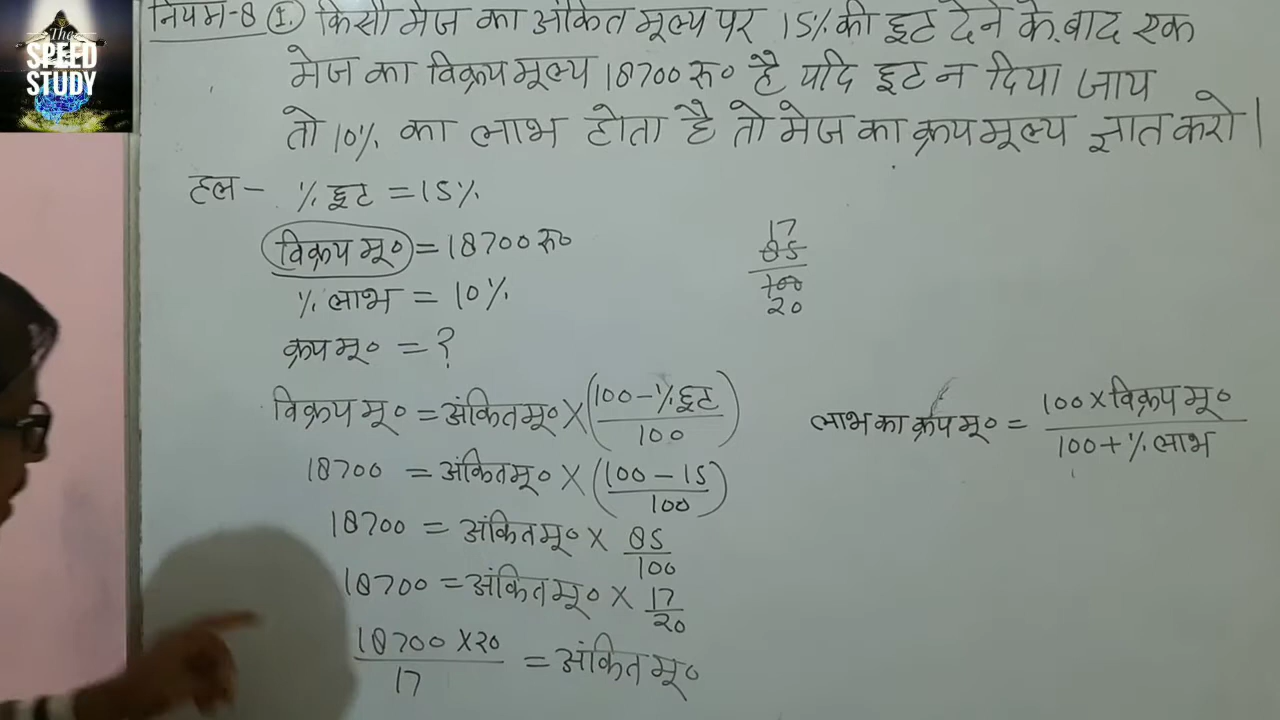 The
SPEED
STUDY
नियम-8 (I.) किसी मेज का अंकित मूल्य पर 15% की छूट देने के बाद एक
मेज का विक्रय मूल्य 18700 रु० है यदि छूट न दिया जाय
तो 10% का लाभ होता है तो मेज का क्रय मूल्य ज्ञात करो।
हल- % छूट = 15%
विक्रय मू० = 18700 रु०
% लाभ = 10%
क्रय मू० = ?
17
85
100
20
विक्रय मू० = अंकित मू० × (100 - % छूट / 100)
18700 = अंकित मू० × (100 - 15 / 100)
18700 = अंकित मू० × 85/100
18700 = अंकित मू० × 17/20
18700 × 20 / 17 = अंकित मू०
लाभ का क्रय मू० = 100 × विक्रय मू० / 100 + % लाभ